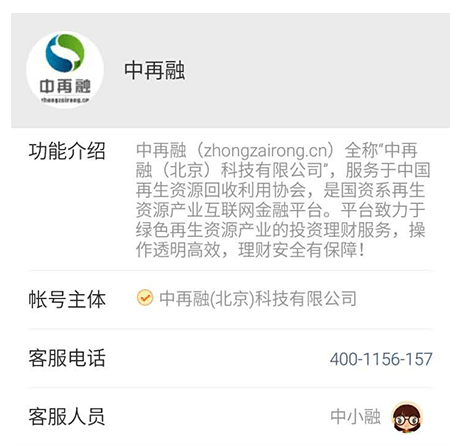 中再融
zhongzairong.cn
中再融
功能介绍
中再融（zhongzairong.cn）全称“中再
融（北京）科技有限公司”，服务于中国
再生资源回收利用协会，是国资系再生
资源产业互联网金融平台。平台致力于
绿色再生资源产业的投资理财服务，操
作透明高效，理财安全有保障！
帐号主体
中再融(北京)科技有限公司
客服电话
400-1156-157
客服人员
中小融